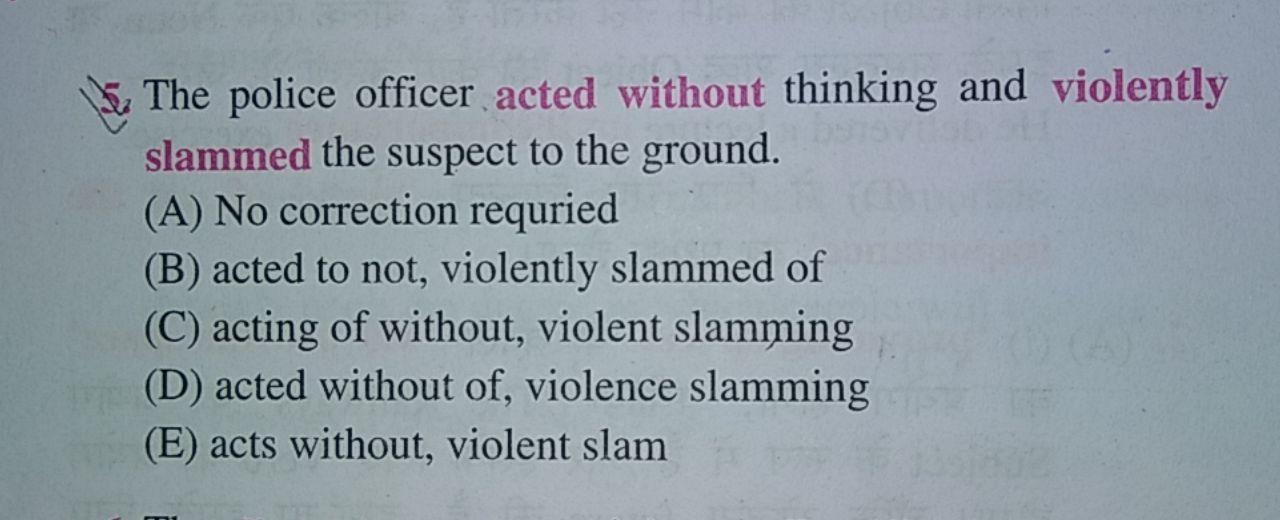 5. The police officer acted without thinking and violently
slammed the suspect to the ground.
(A) No correction requried
(B) acted to not, violently slammed of
(C) acting of without, violent slamming
(D) acted without of, violence slamming
(E) acts without, violent slam